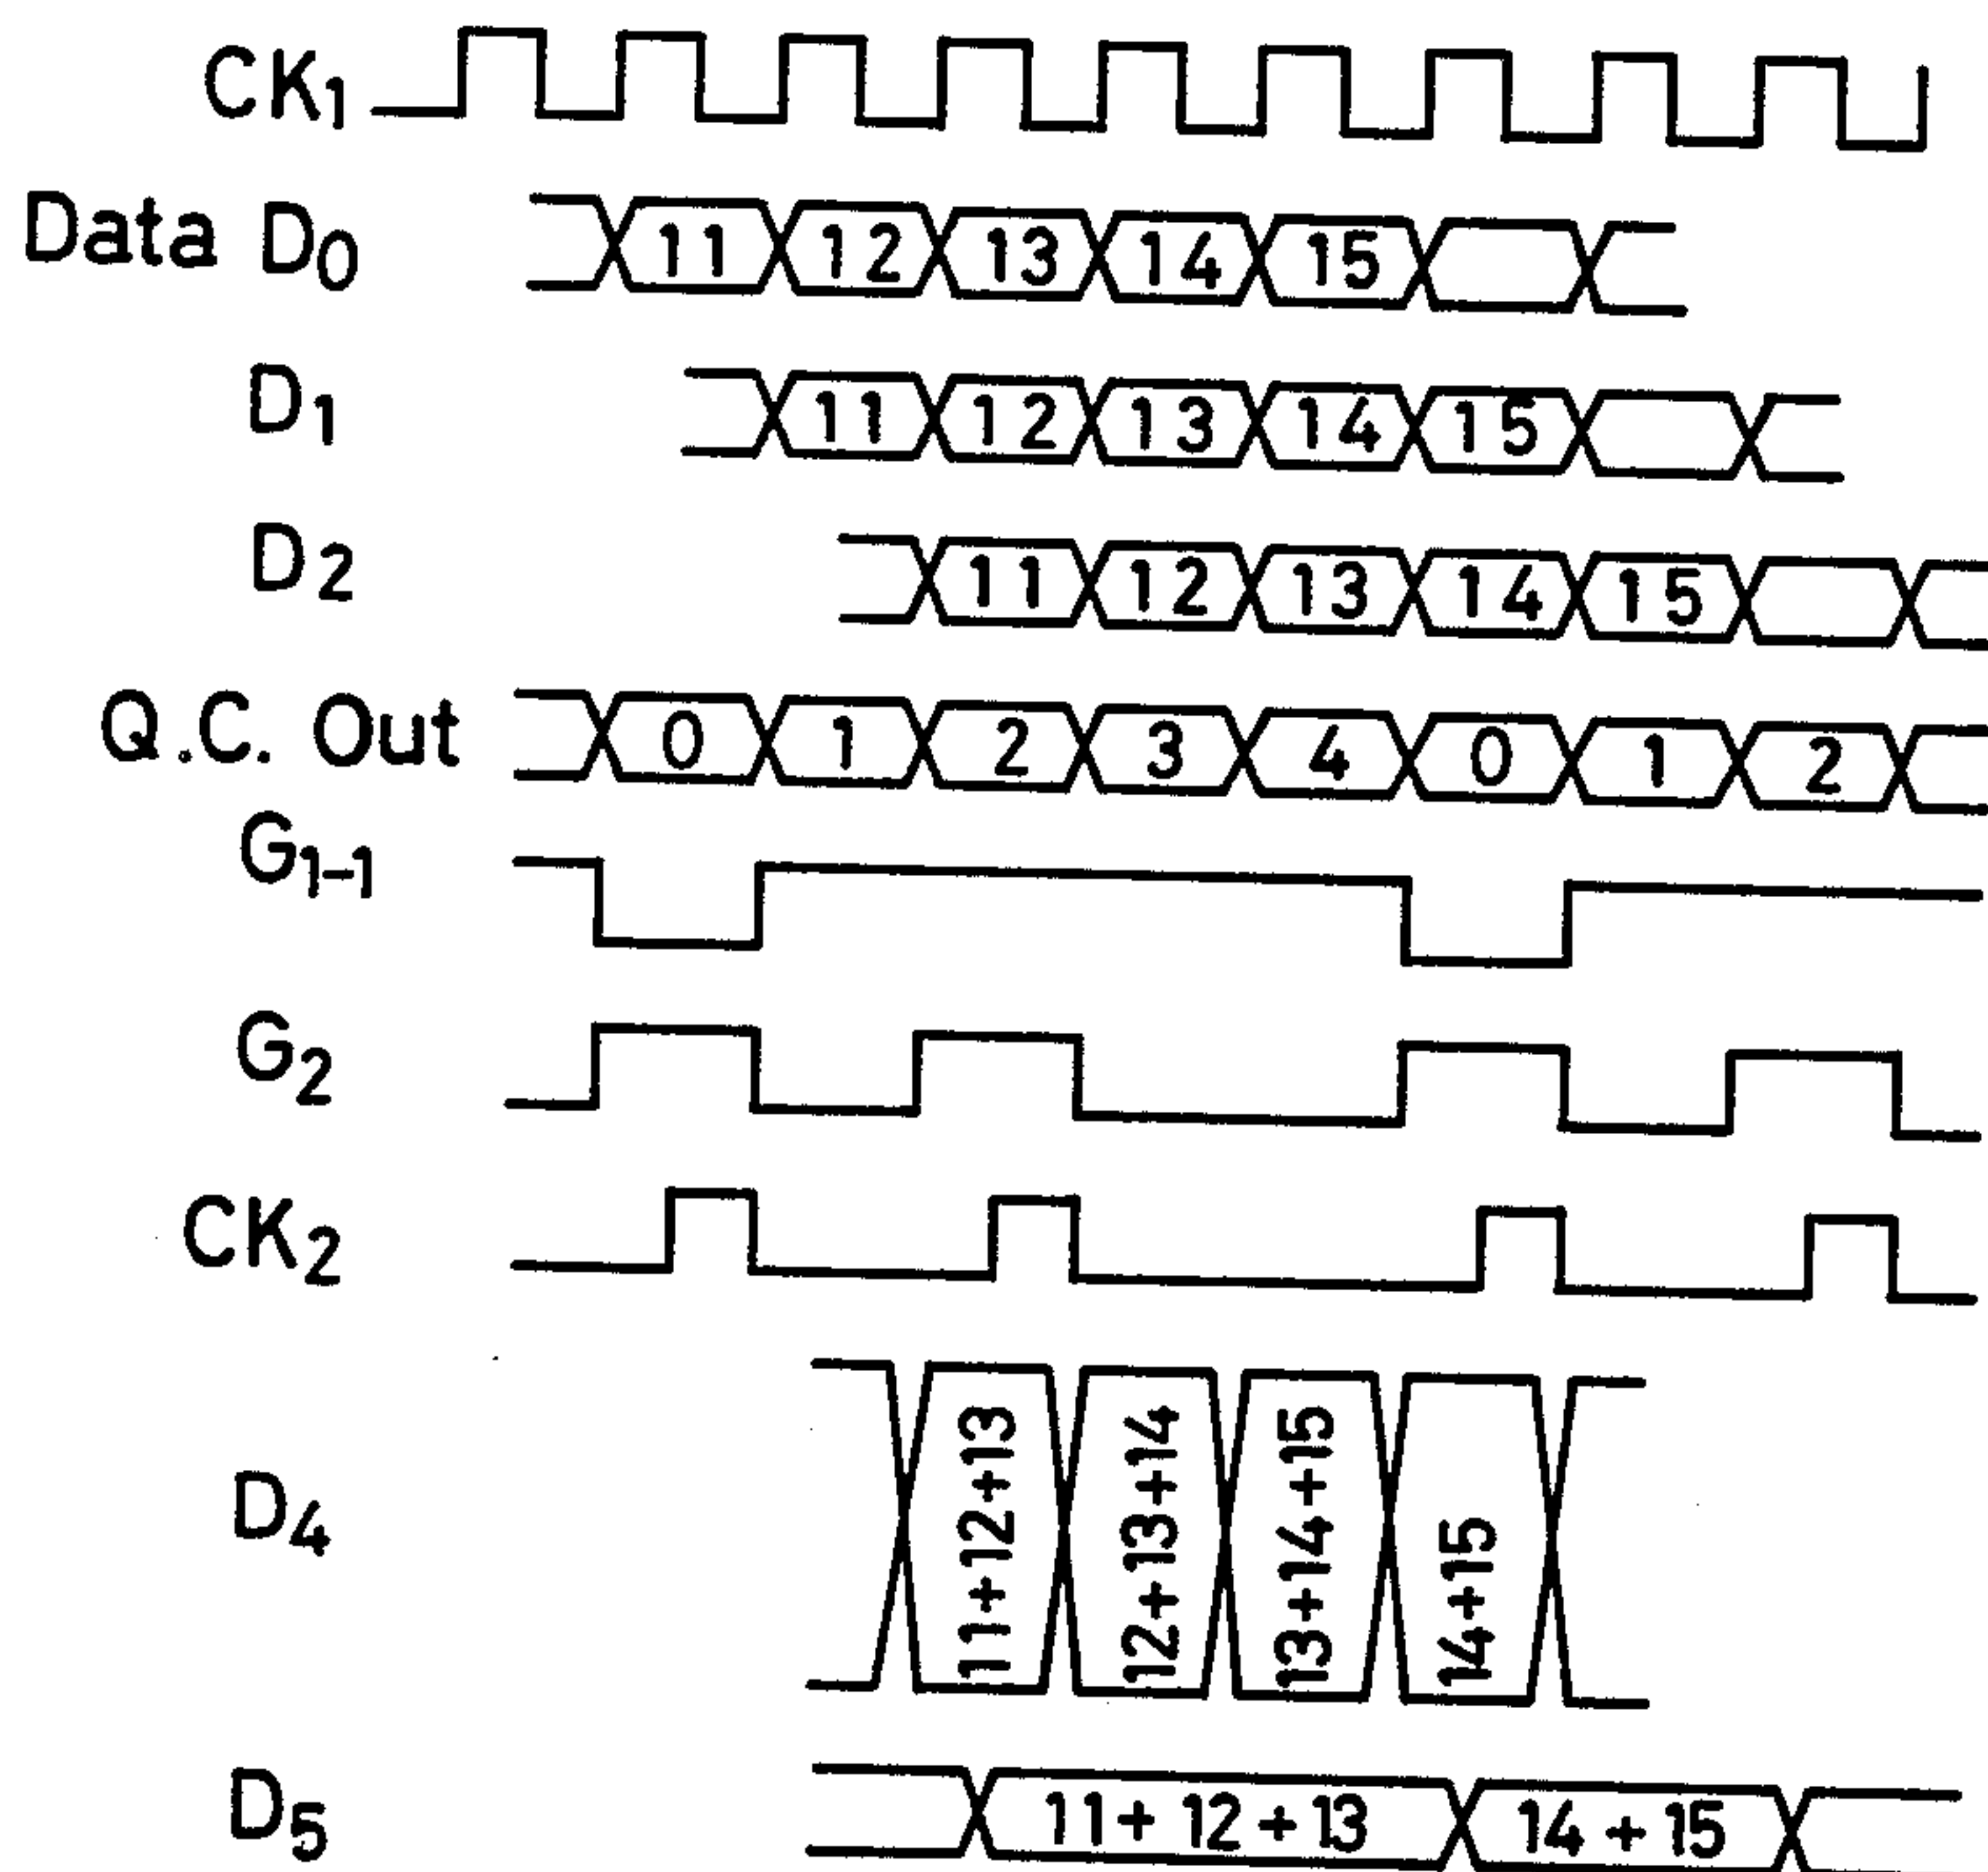 CK1
Data D0 11 12 13 14 15
D1 11 12 13 14 15
D2 11 12 13 14 15
Q.C. Out 0 1 2 3 4 0 1 2
G1-1
G2
CK2
D4 11+12+13 12+13+14 13+14+15 14+15
D5 11+12+13 14+15